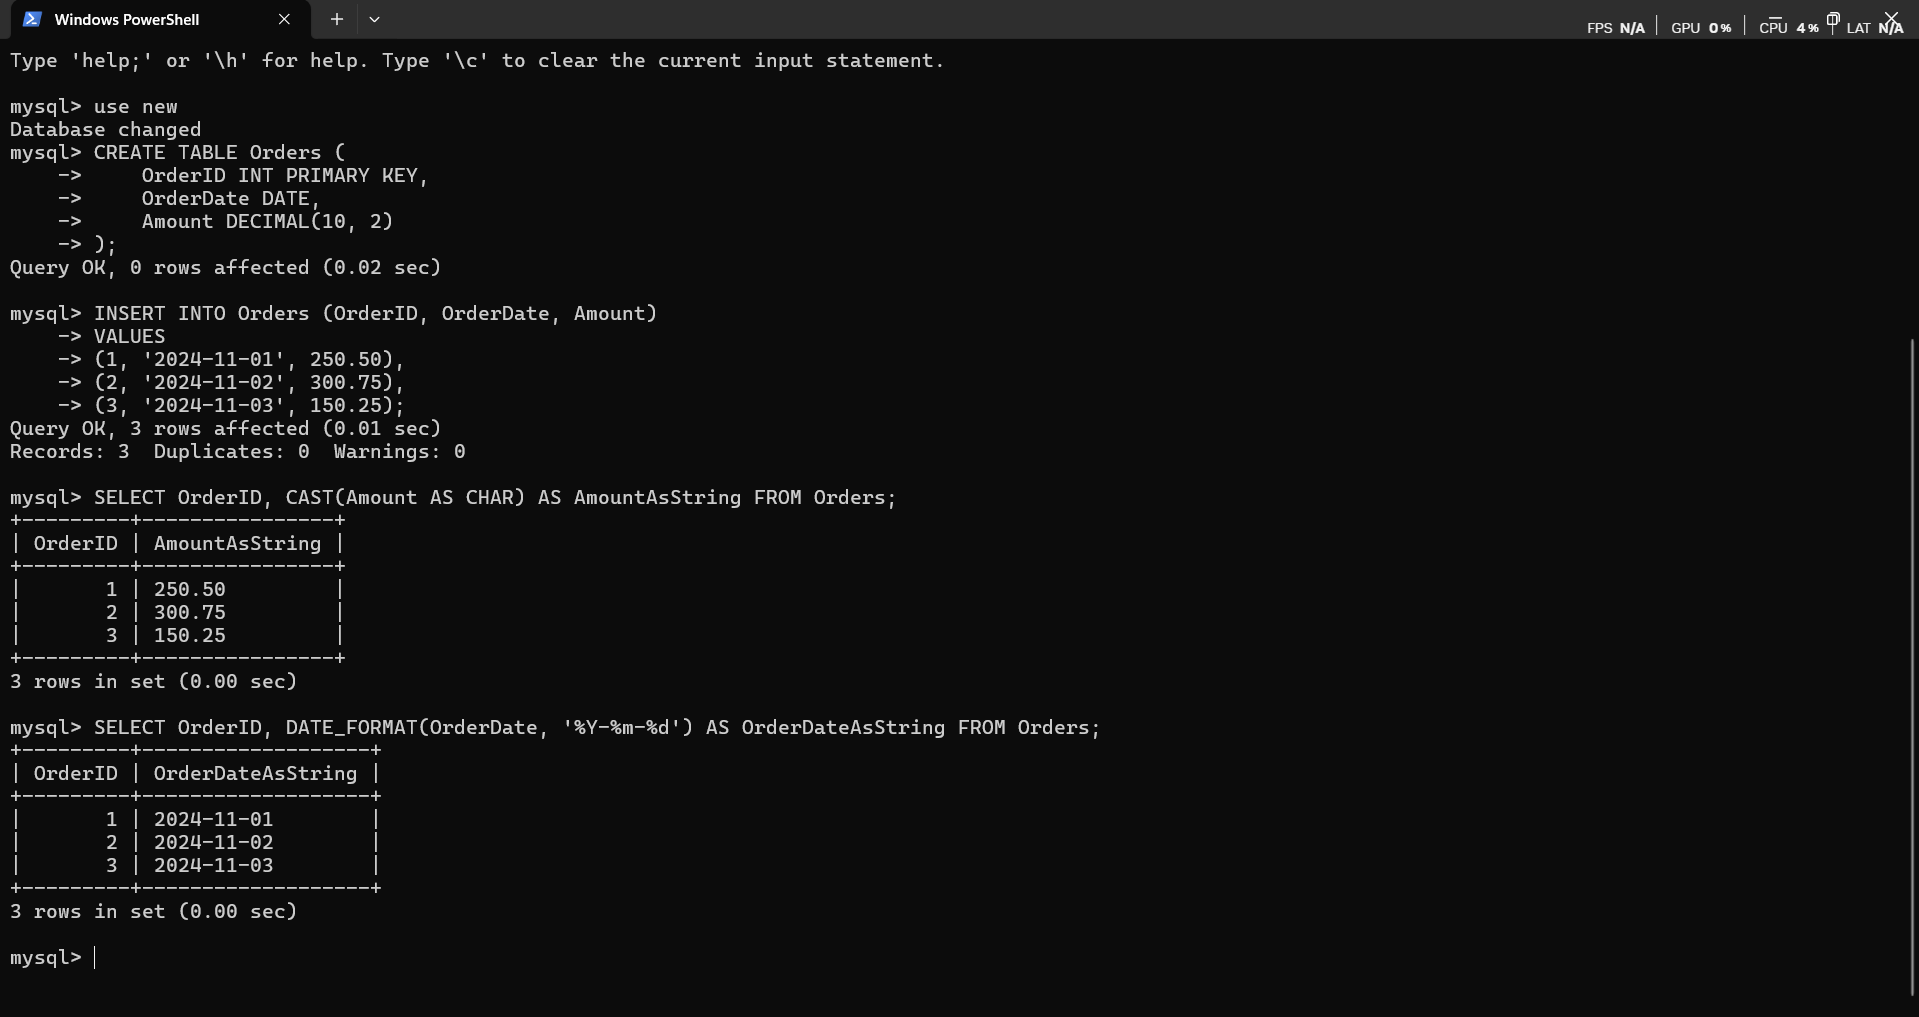 Windows PowerShell
FPS N/A | GPU 0% | CPU 4% | LAT N/A
Type 'help;' or '\h' for help. Type '\c' to clear the current input statement.
mysql> use new
Database changed
mysql> CREATE TABLE Orders (
    ->     OrderID INT PRIMARY KEY,
    ->     OrderDate DATE,
    ->     Amount DECIMAL(10, 2)
    -> );
Query OK, 0 rows affected (0.02 sec)
mysql> INSERT INTO Orders (OrderID, OrderDate, Amount)
    -> VALUES
    -> (1, '2024-11-01', 250.50),
    -> (2, '2024-11-02', 300.75),
    -> (3, '2024-11-03', 150.25);
Query OK, 3 rows affected (0.01 sec)
Records: 3  Duplicates: 0  Warnings: 0
mysql> SELECT OrderID, CAST(Amount AS CHAR) AS AmountAsString FROM Orders;
+---------+----------------+
| OrderID | AmountAsString |
+---------+----------------+
|       1 | 250.50         |
|       2 | 300.75         |
|       3 | 150.25         |
+---------+----------------+
3 rows in set (0.00 sec)
mysql> SELECT OrderID, DATE_FORMAT(OrderDate, '%Y-%m-%d') AS OrderDateAsString FROM Orders;
+---------+-------------------+
| OrderID | OrderDateAsString |
+---------+-------------------+
|       1 | 2024-11-01        |
|       2 | 2024-11-02        |
|       3 | 2024-11-03        |
+---------+-------------------+
3 rows in set (0.00 sec)
mysql>